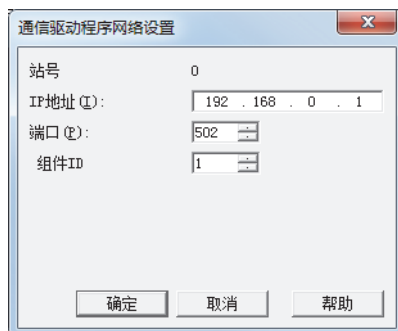 通信驱动程序网络设置
站号 0
IP地址(I): 192 . 168 . 0 . 1
端口(P): 502
组件ID 1
确定 取消 帮助